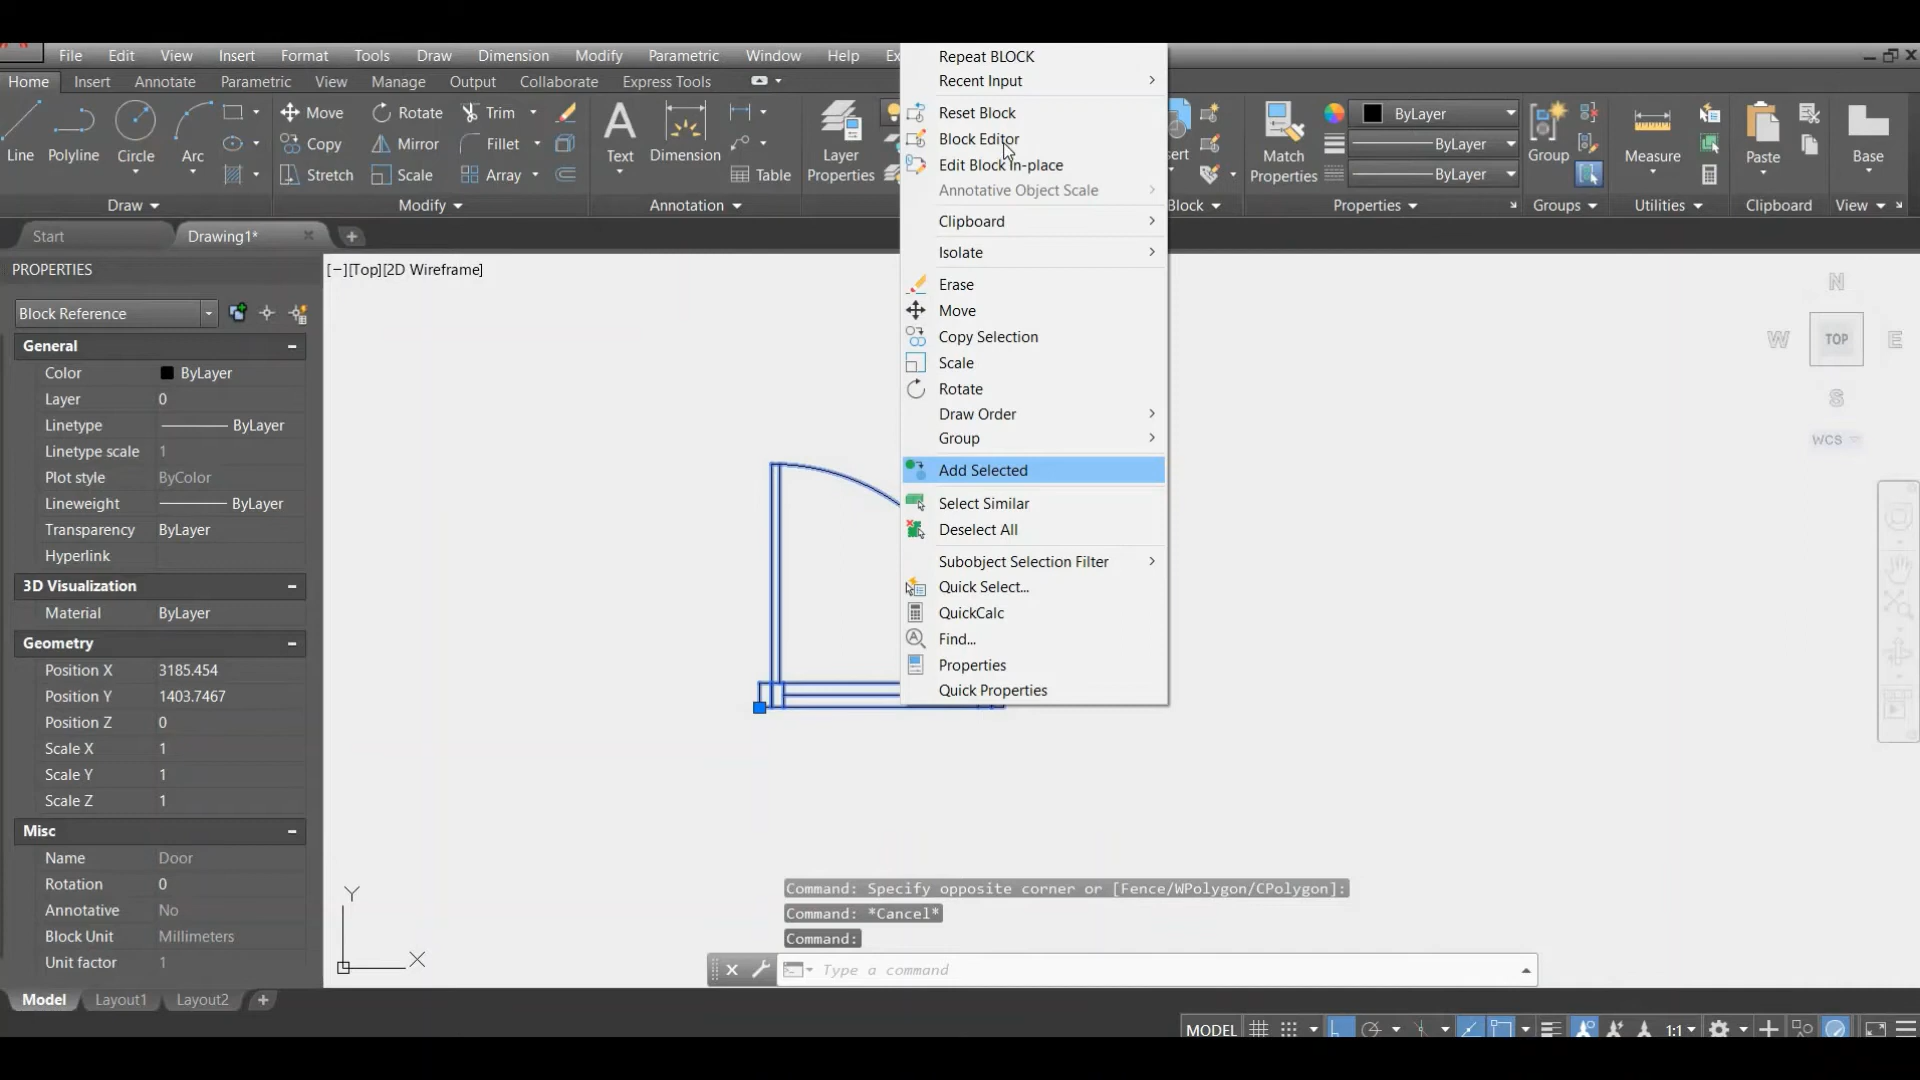 File Edit View Insert Format Tools Draw Dimension Modify Parametric Window Help
Home Insert Annotate Parametric View Manage Output Collaborate Express Tools
Line Polyline Circle Arc
Move Rotate Trim
Copy Mirror Fillet
Stretch Scale Array
Text Dimension Table
Layer
Properties
Match
Properties
ByLayer
ByLayer
ByLayer
Group Measure Paste Base
Draw Modify Annotation Block Properties Groups Utilities Clipboard View
Start Drawing1*
PROPERTIES
Block Reference
General
Color ByLayer
Layer 0
Linetype ByLayer
Linetype scale 1
Plot style ByColor
Lineweight ByLayer
Transparency ByLayer
Hyperlink
3D Visualization
Material ByLayer
Geometry
Position X 3185.454
Position Y 1403.7467
Position Z 0
Scale X 1
Scale Y 1
Scale Z 1
Misc
Name Door
Rotation 0
Annotative No
Block Unit Millimeters
Unit factor 1
[−][Top][2D Wireframe]
Repeat BLOCK
Recent Input
Reset Block
Block Editor
Edit Block In-place
Annotative Object Scale
Clipboard
Isolate
Erase
Move
Copy Selection
Scale
Rotate
Draw Order
Group
Add Selected
Select Similar
Deselect All
Subobject Selection Filter
Quick Select...
QuickCalc
Find...
Properties
Quick Properties
N
W TOP E
S
WCS
Y
X
Command: Specify opposite corner or [Fence/WPolygon/CPolygon]:
Command: *Cancel*
Command:
Type a command
Model Layout1 Layout2
MODEL 1:1